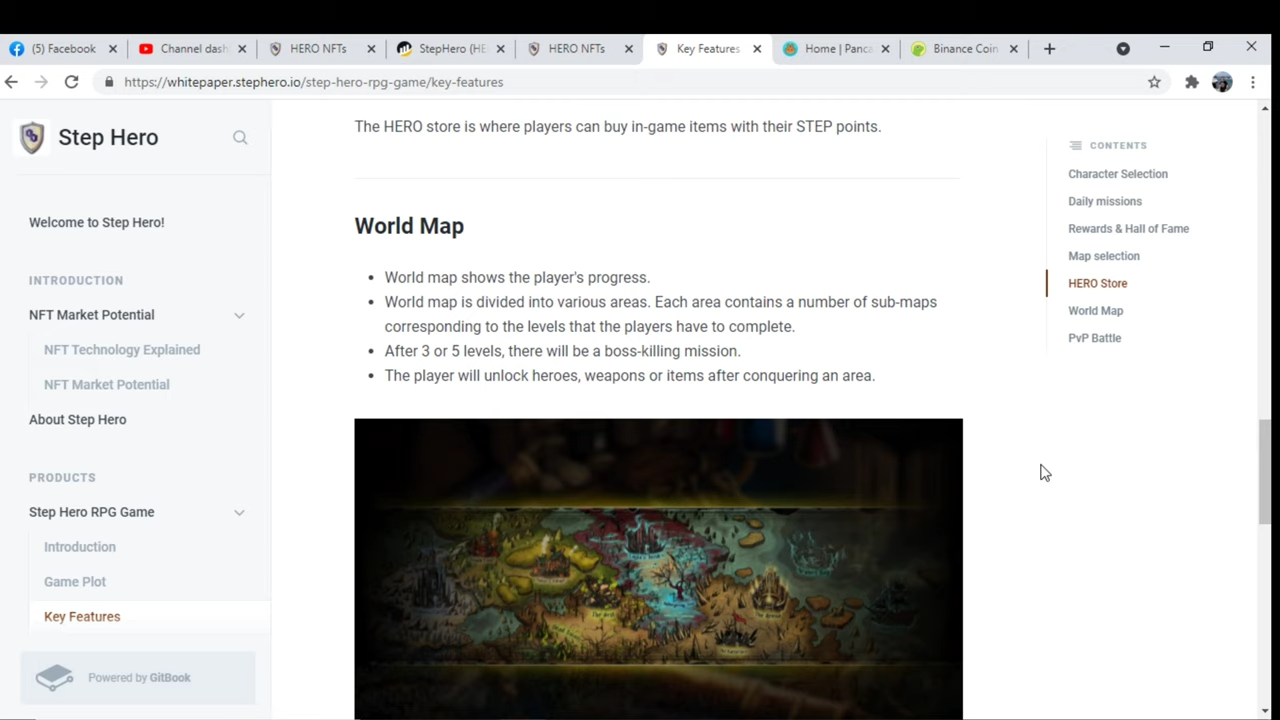 (5) Facebook
Channel dash
HERO NFTs
StepHero (HE
HERO NFTs
Key Features
Home | Panca
Binance Coin
https://whitepaper.stephero.io/step-hero-rpg-game/key-features
Step Hero
Welcome to Step Hero!
INTRODUCTION
NFT Market Potential
NFT Technology Explained
NFT Market Potential
About Step Hero
PRODUCTS
Step Hero RPG Game
Introduction
Game Plot
Key Features
Powered by GitBook
The HERO store is where players can buy in-game items with their STEP points.
World Map
• World map shows the player's progress.
• World map is divided into various areas. Each area contains a number of sub-maps
corresponding to the levels that the players have to complete.
• After 3 or 5 levels, there will be a boss-killing mission.
• The player will unlock heroes, weapons or items after conquering an area.
CONTENTS
Character Selection
Daily missions
Rewards & Hall of Fame
Map selection
HERO Store
World Map
PvP Battle